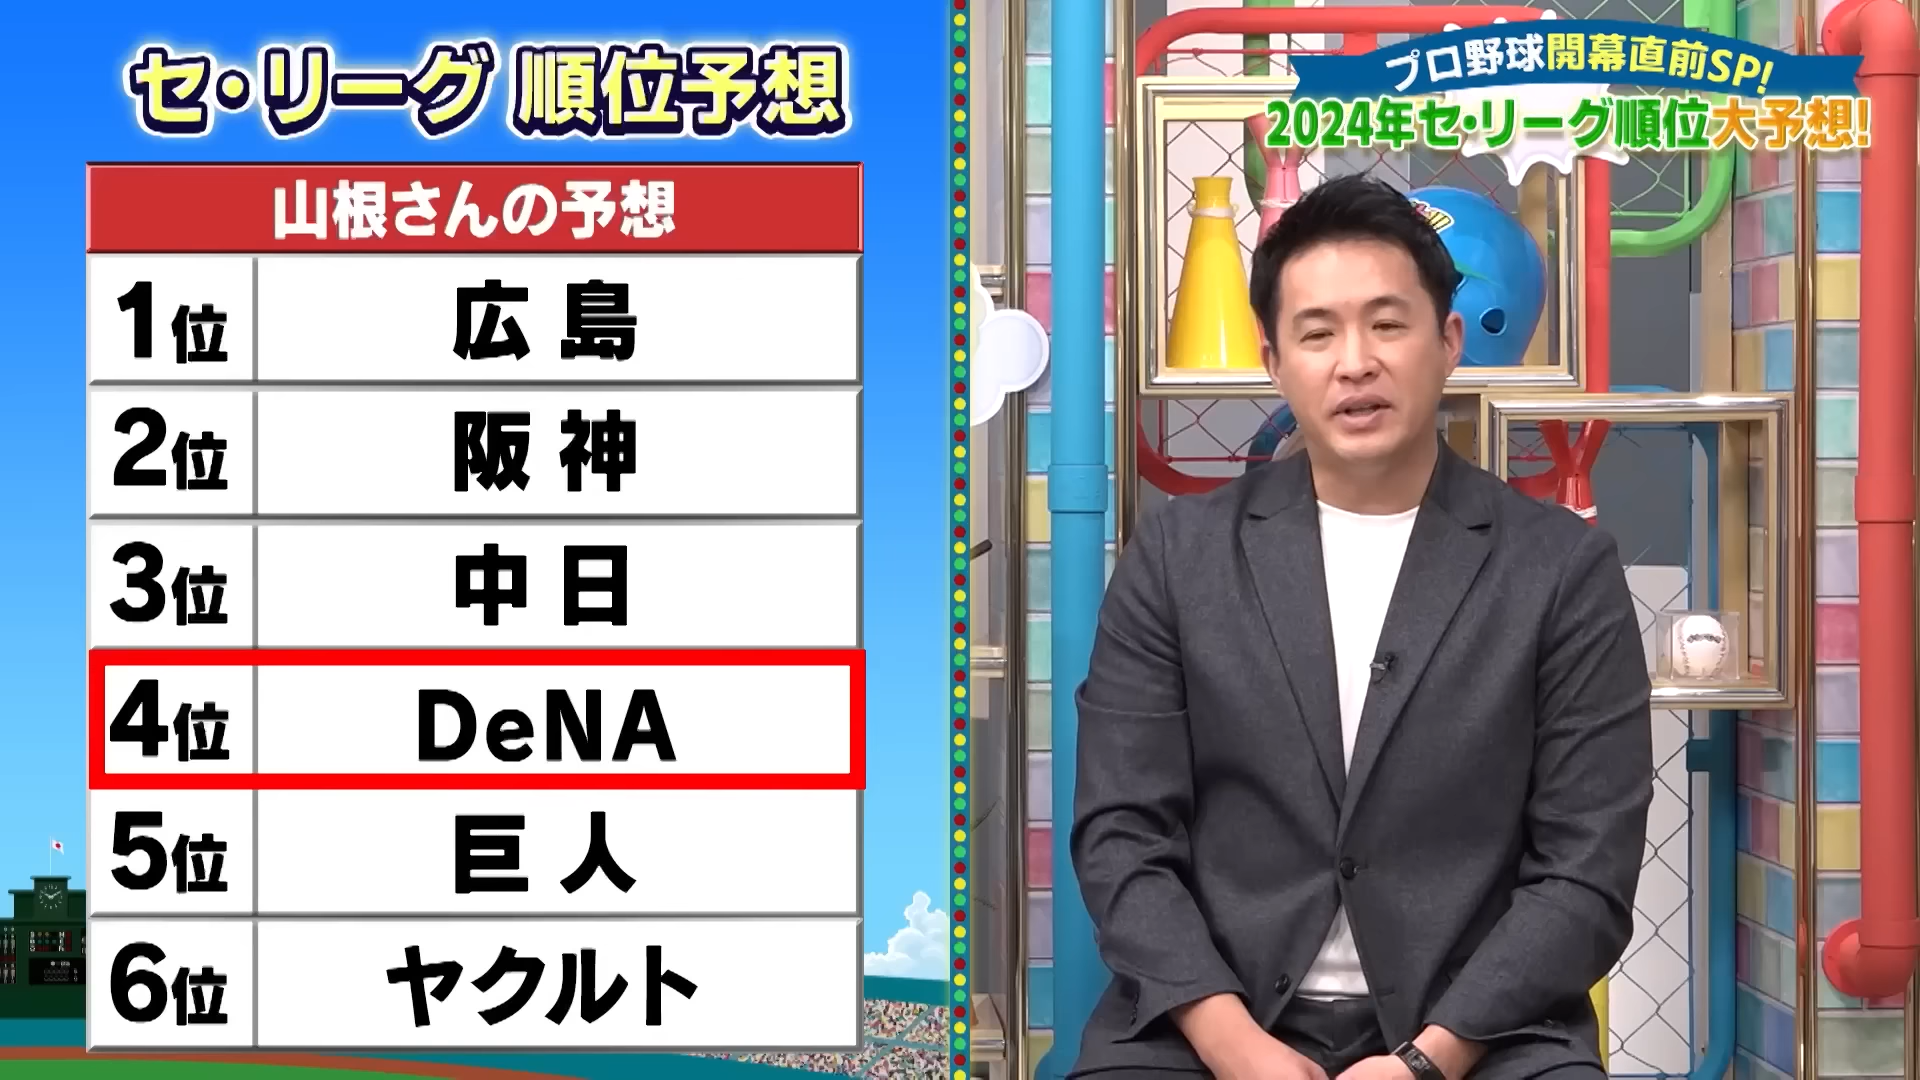 セ・リーグ 順位予想
山根さんの予想
1位 広島
2位 阪神
3位 中日
4位 DeNA
5位 巨人
6位 ヤクルト
プロ野球開幕直前SP!
2024年セ・リーグ順位大予想!